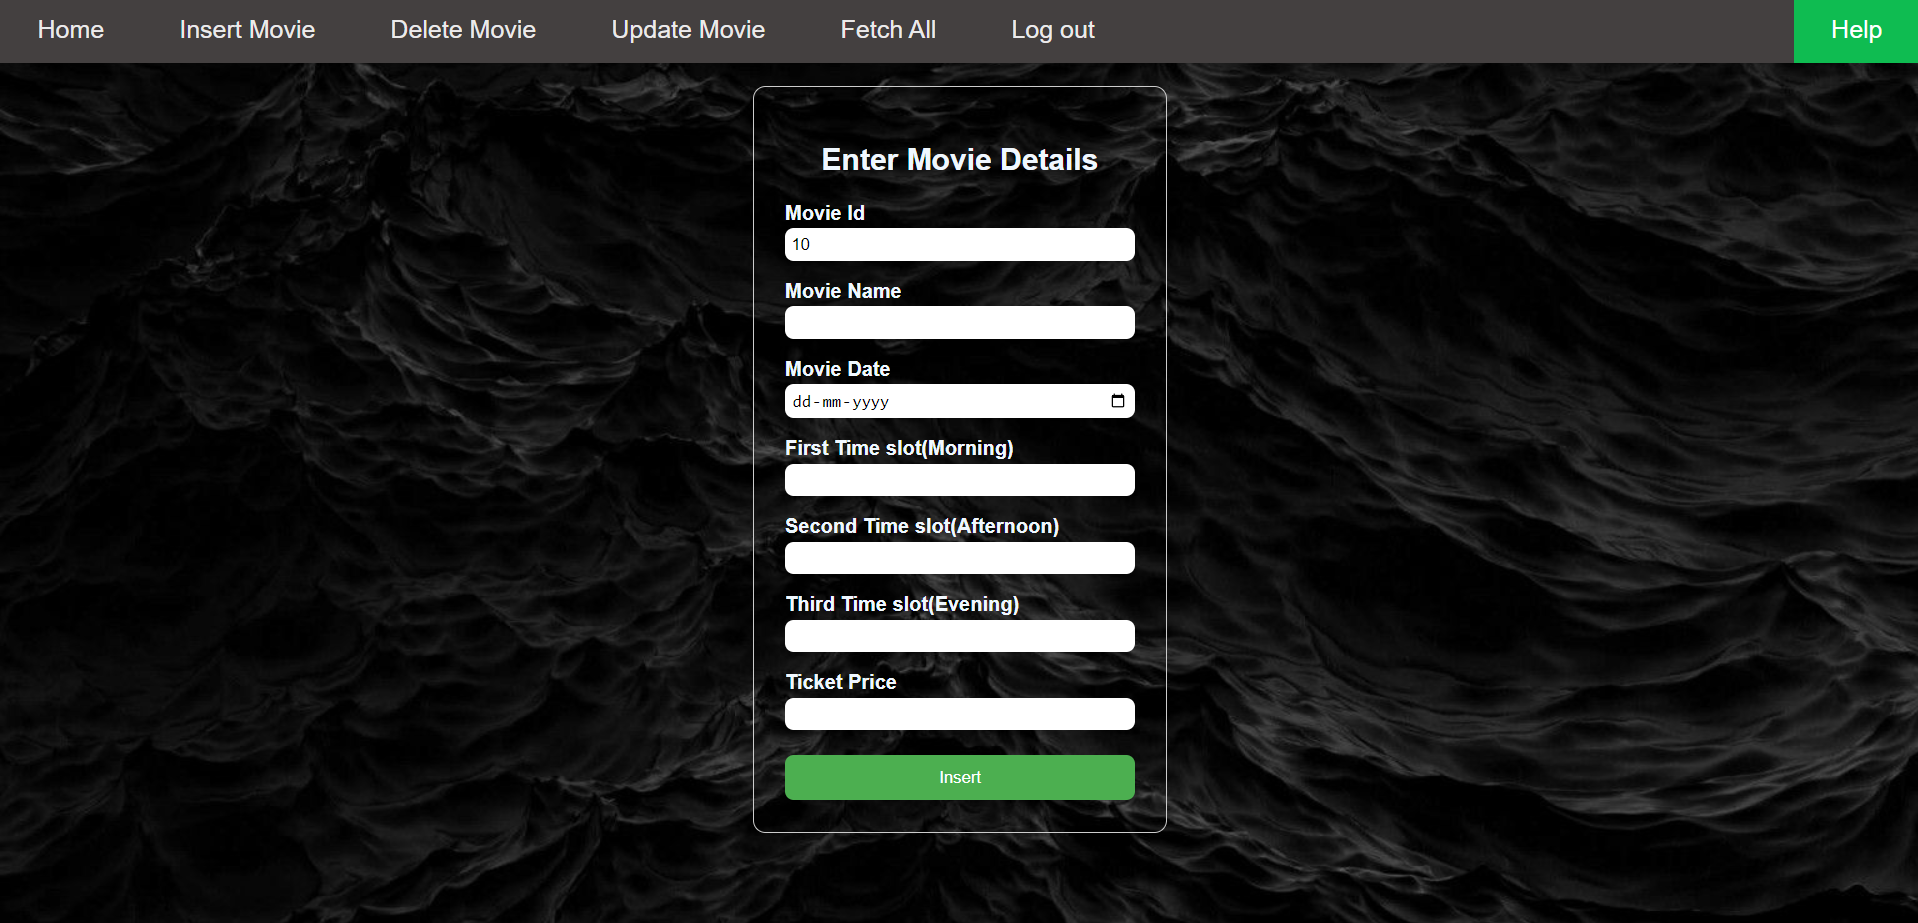 Home Insert Movie Delete Movie Update Movie Fetch All Log out Help
Enter Movie Details
Movie Id
10
Movie Name
Movie Date
dd-mm-yyyy
First Time slot(Morning)
Second Time slot(Afternoon)
Third Time slot(Evening)
Ticket Price
Insert